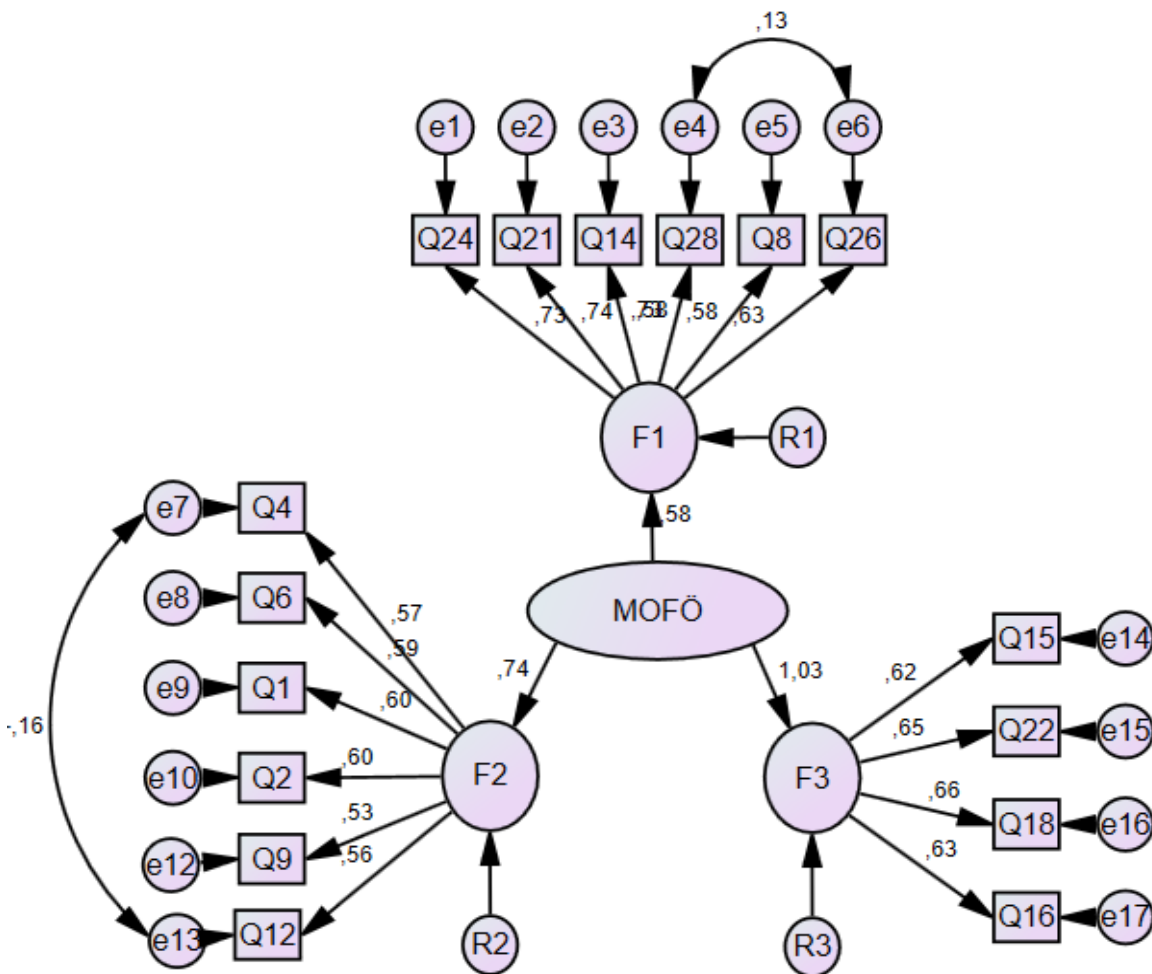 ,13
e1 e2 e3 e4 e5 e6
Q24 Q21 Q14 Q28 Q8 Q26
,73 ,74 ,58 ,63
F1 R1
,58
MOFÖ
e7 Q4
e8 Q6
e9 Q1
e10 Q2
e12 Q9
e13 Q12
-,16
,57
,59
,60
,60
,53
,56
,74
F2
R2
1,03
F3
R3
,62
,65
,66
,63
Q15 e14
Q22 e15
Q18 e16
Q16 e17